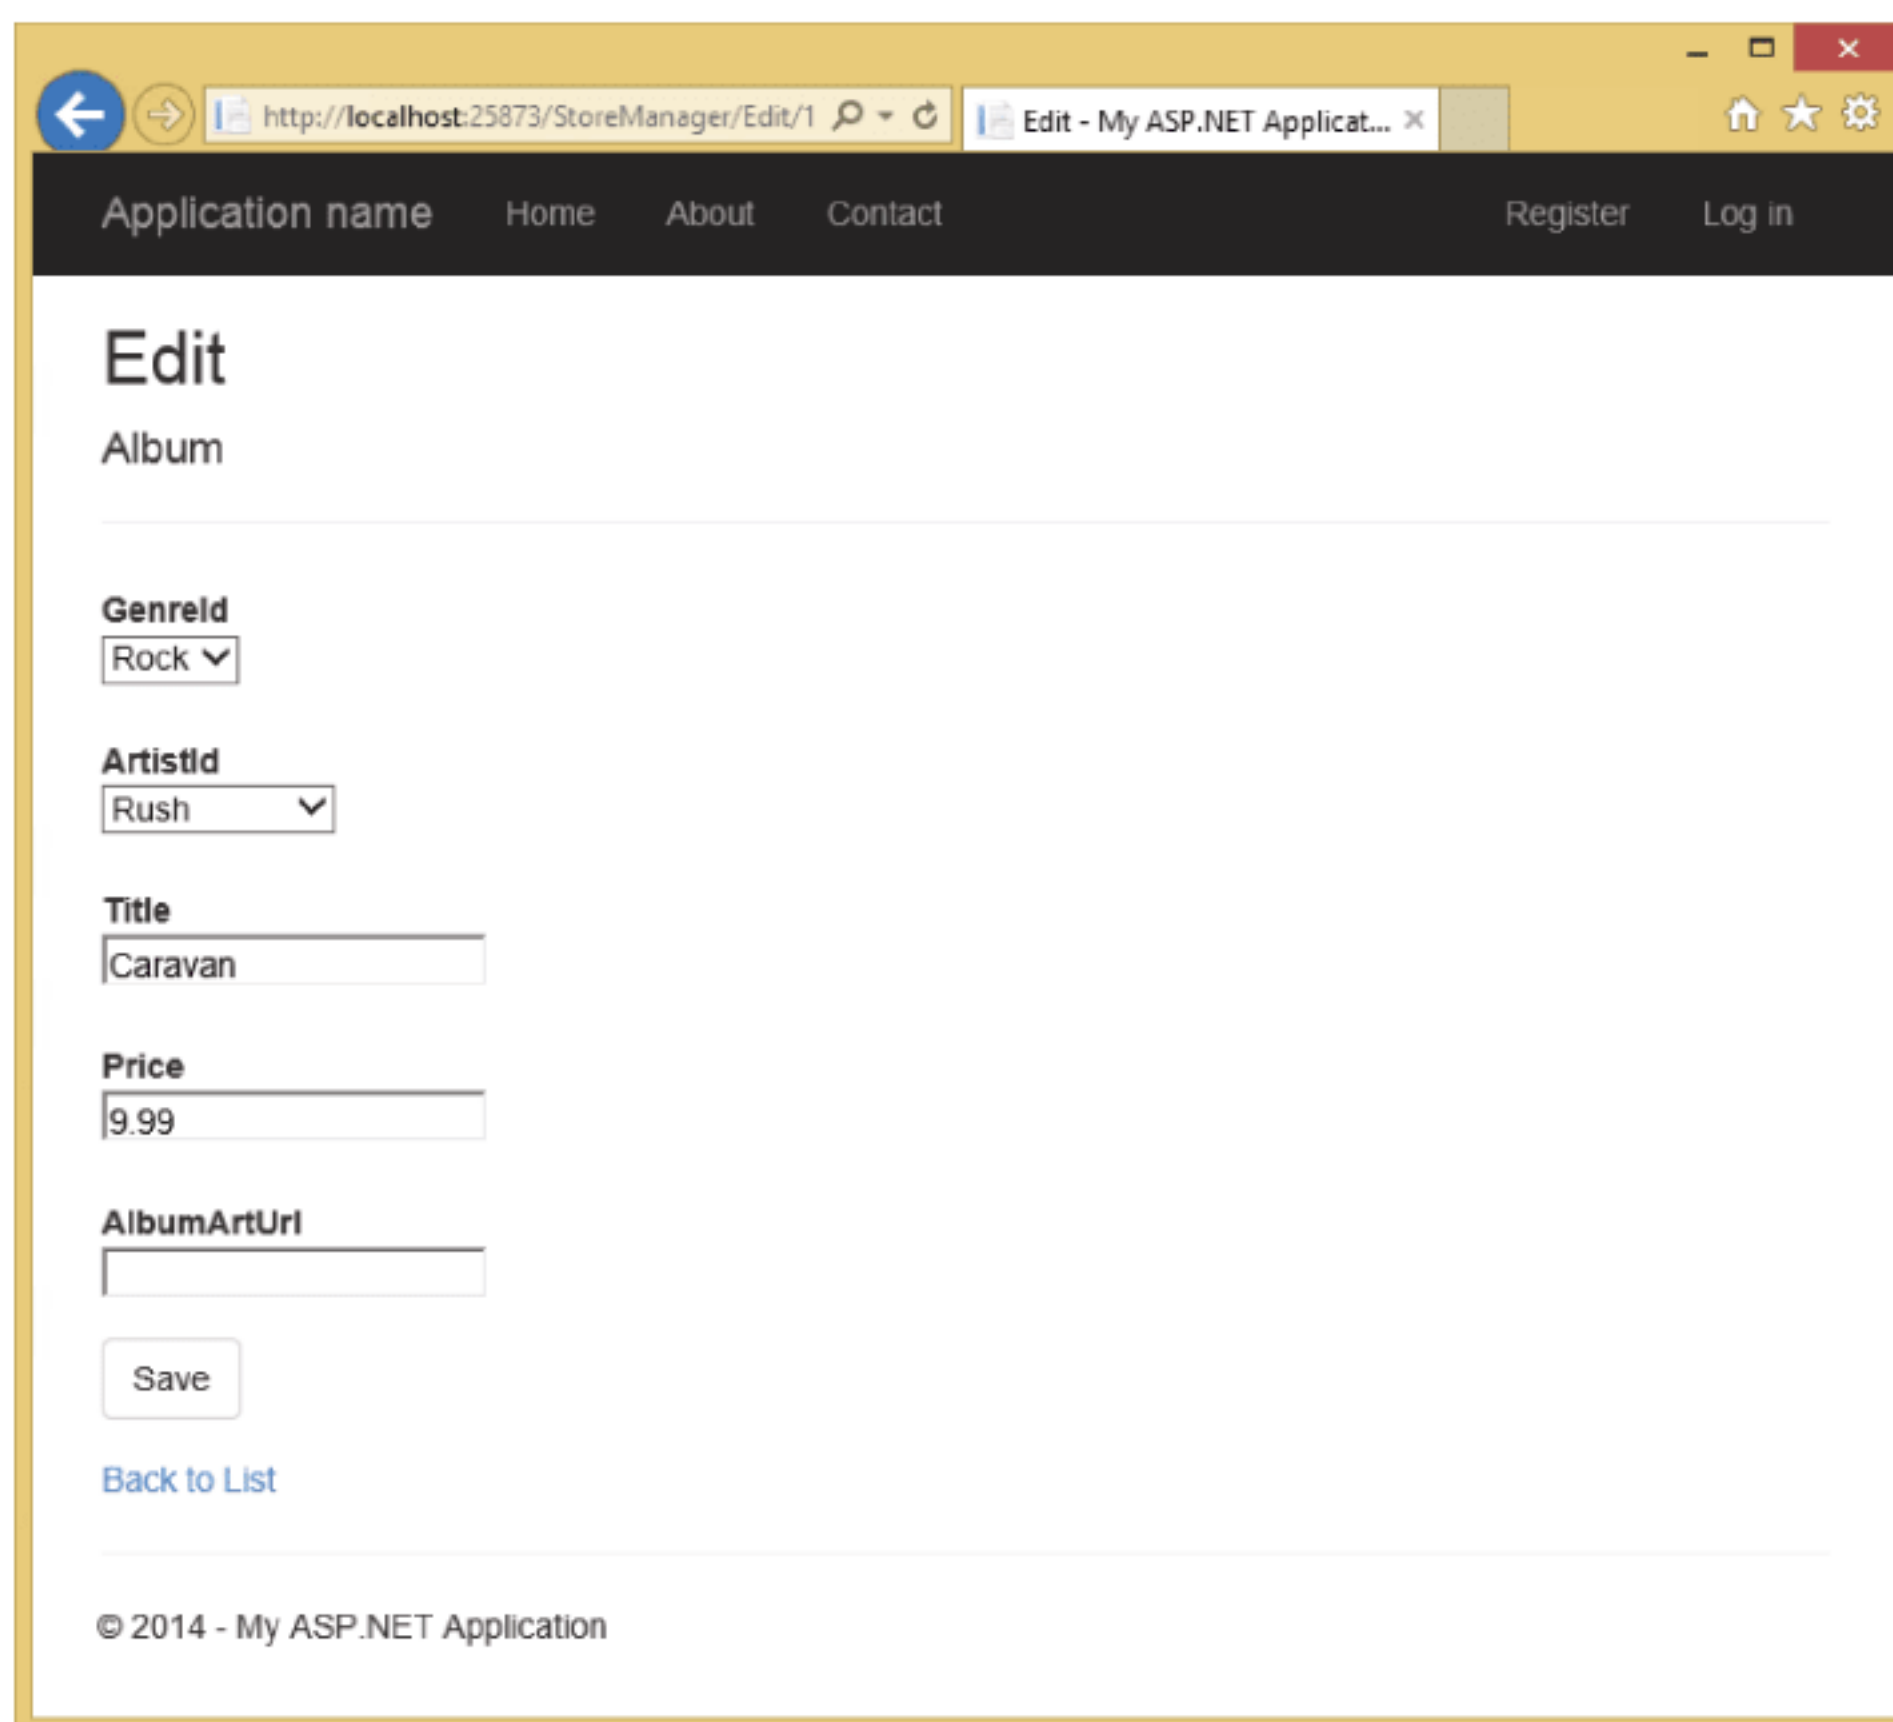 http://localhost:25873/StoreManager/Edit/1
Edit - My ASP.NET Applicat...
Application name Home About Contact Register Log in
Edit
Album
GenreId
Rock
ArtistId
Rush
Title
Caravan
Price
9.99
AlbumArtUrl
Save
Back to List
© 2014 - My ASP.NET Application